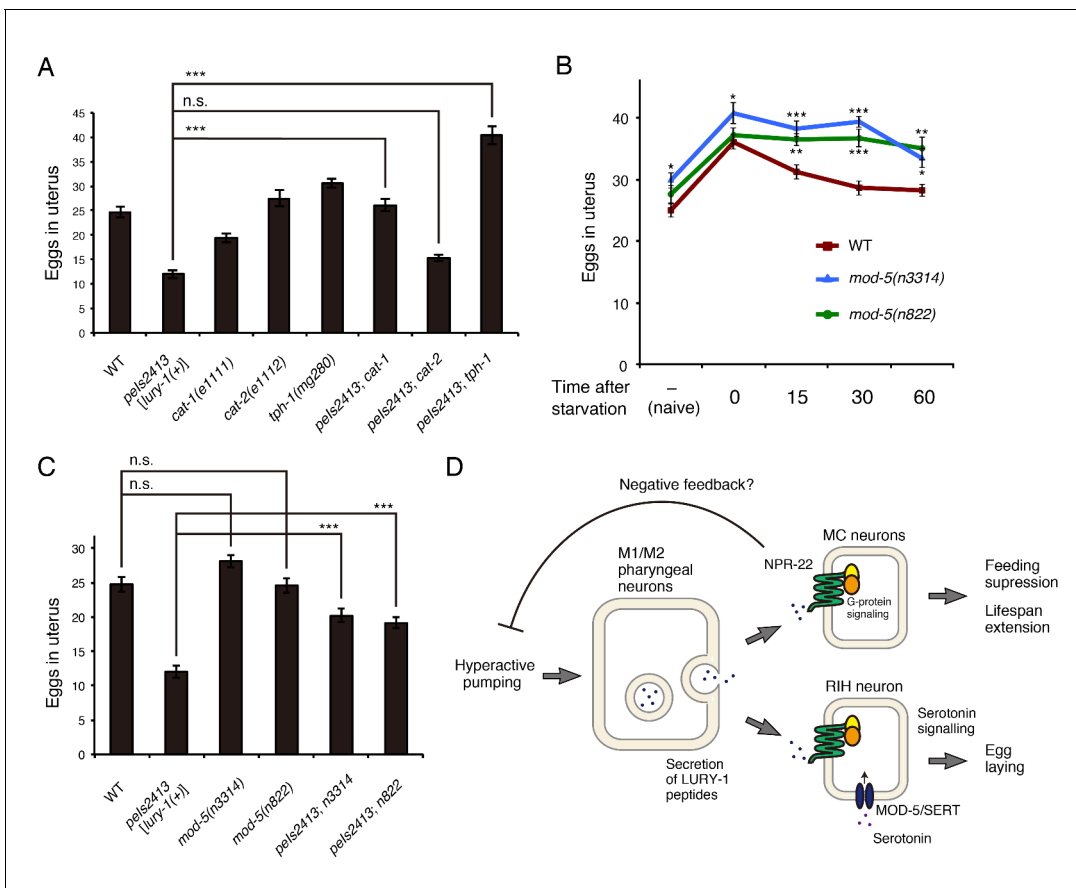 A
***
n.s.
***
45
40
35
30
25
20
15
10
5
0
Eggs in uterus
WT
peIs2413
[lury-1(+)]
cat-1(e1111)
cat-2(e1112)
tph-1(mg280)
peIs2413; cat-1
peIs2413; cat-2
peIs2413; tph-1
B
40
30
20
10
0
Eggs in uterus
*
*
***
**
***
***
**
*
WT
mod-5(n3314)
mod-5(n822)
Time after
starvation
–
(naive)
0
15
30
60
C
n.s.
n.s.
***
***
30
25
20
15
10
5
0
Eggs in uterus
WT
peIs2413
[lury-1(+)]
mod-5(n3314)
mod-5(n822)
peIs2413; n3314
peIs2413; n822
D
Negative feedback?
M1/M2
pharyngeal
neurons
Hyperactive
pumping
Secretion
of LURY-1
peptides
NPR-22
MC neurons
G-protein
signaling
Feeding
supression
Lifespan
extension
RIH neuron
Serotonin
signalling
Egg
laying
MOD-5/SERT
Serotonin